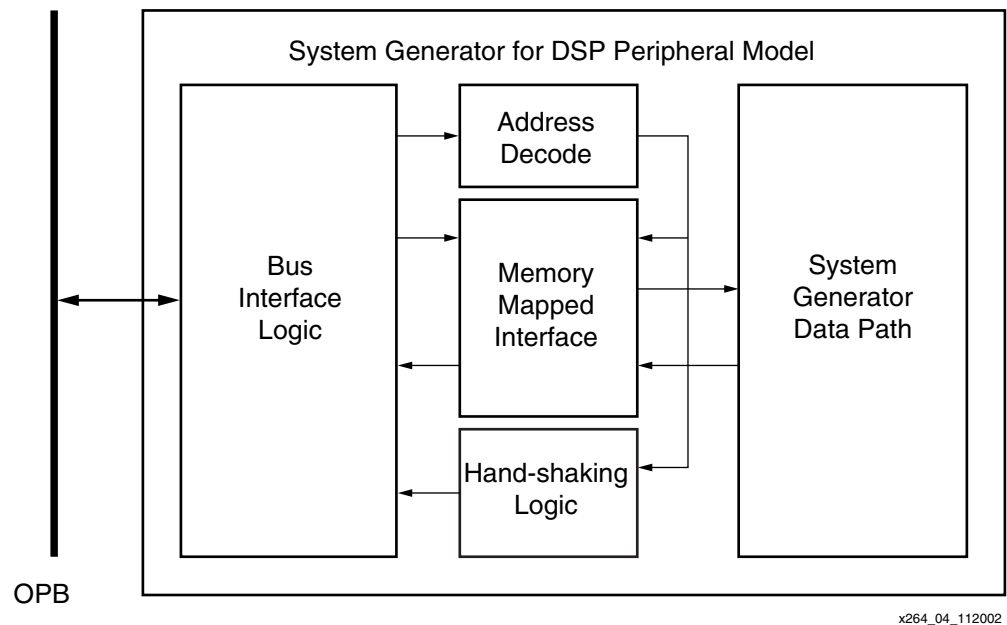 System Generator for DSP Peripheral Model
Bus
Interface
Logic
Address
Decode
Memory
Mapped
Interface
Hand-shaking
Logic
System
Generator
Data Path
OPB
x264_04_112002